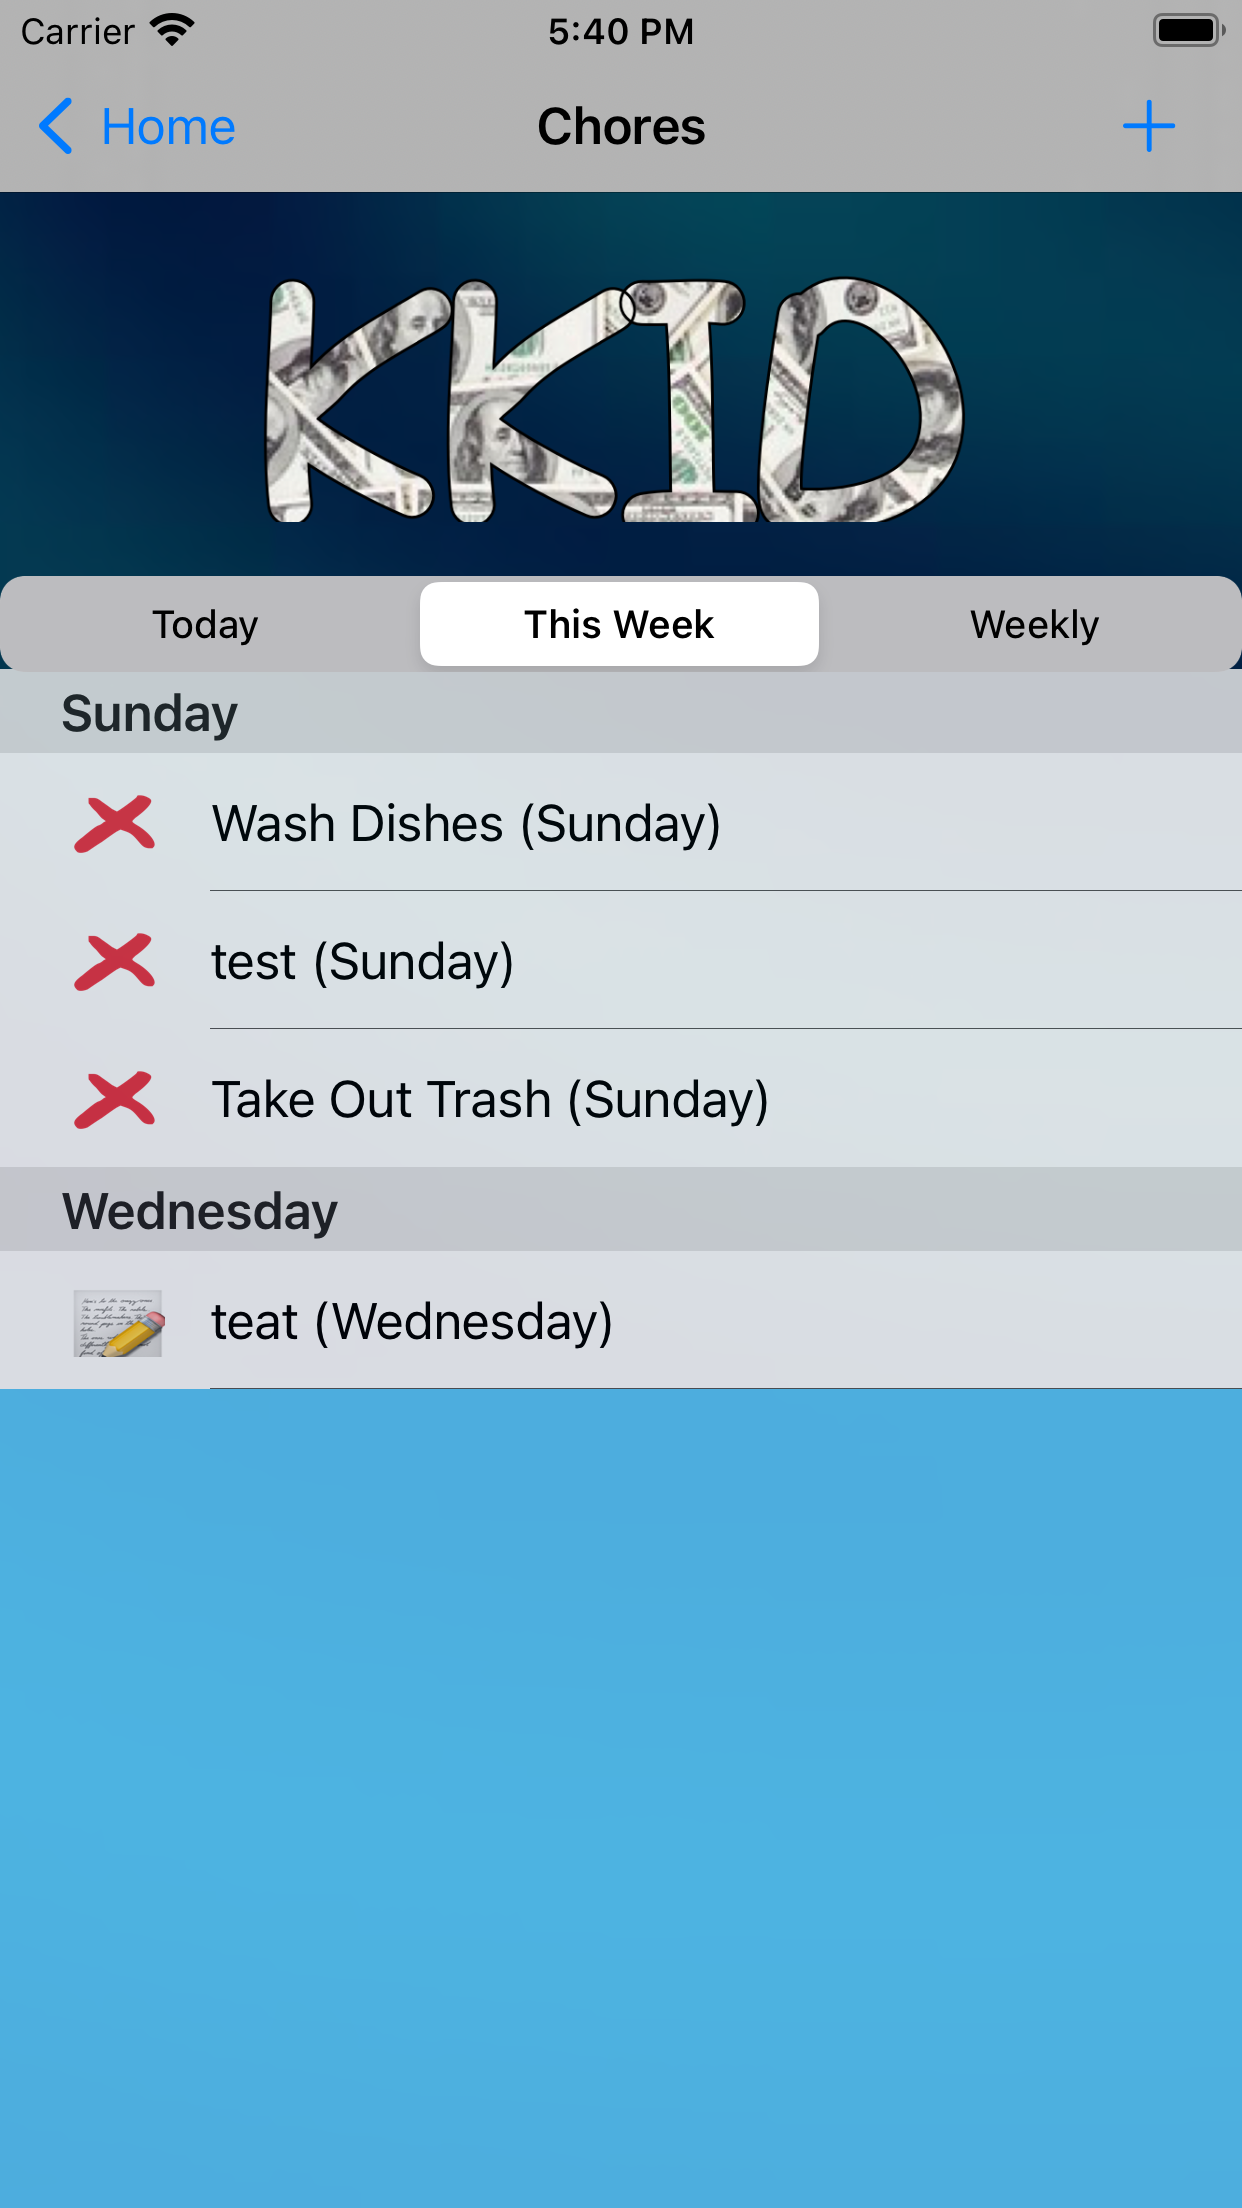 Carrier 5:40 PM
Home Chores
KKID
Today This Week Weekly
Sunday
Wash Dishes (Sunday)
test (Sunday)
Take Out Trash (Sunday)
Wednesday
teat (Wednesday)